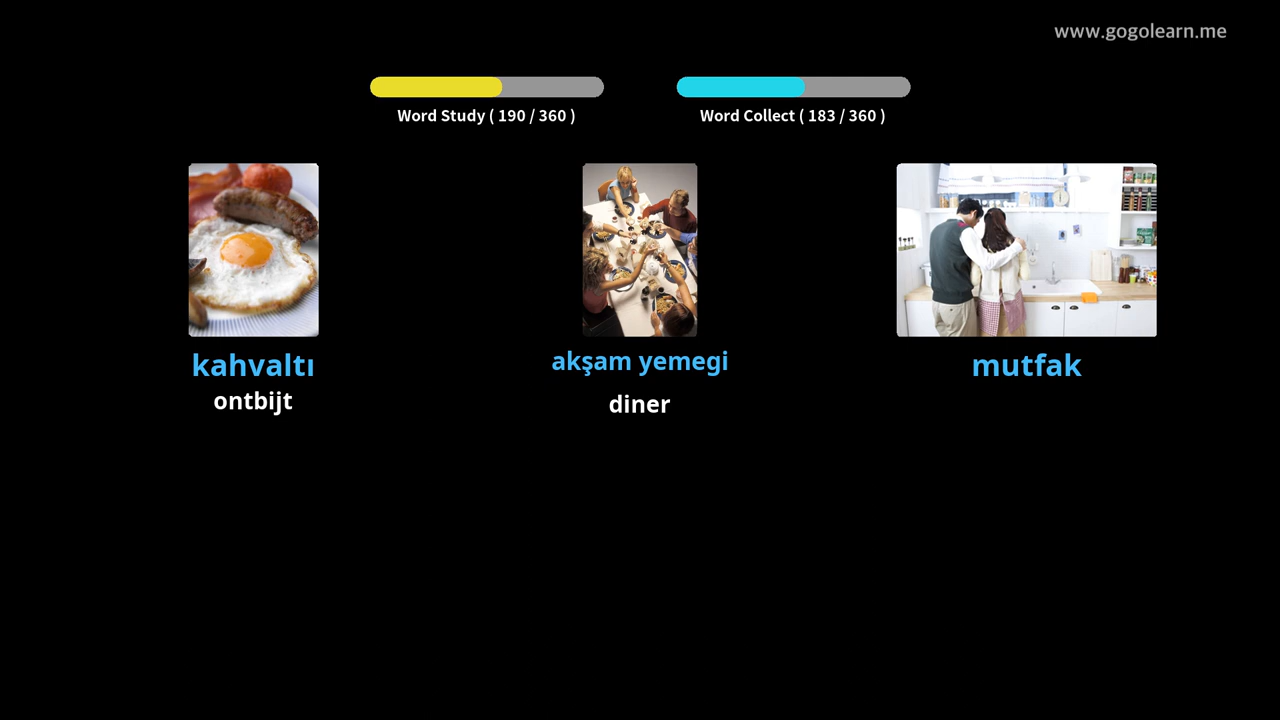 www.gogolearn.me
Word Study ( 190 / 360 )
Word Collect ( 183 / 360 )
kahvaltı
ontbijt
akşam yemegi
diner
mutfak